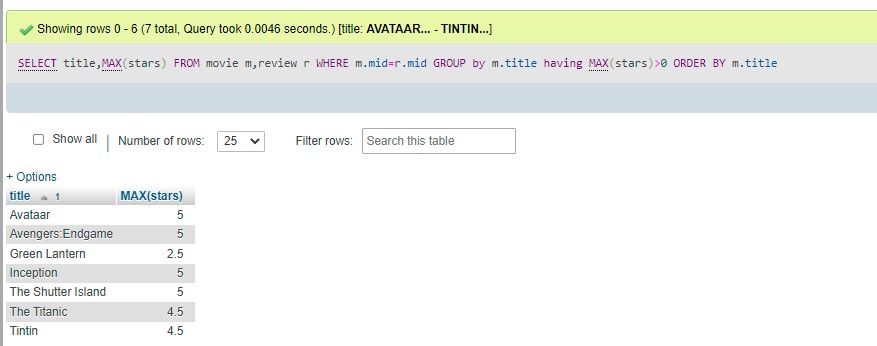 Showing rows 0 - 6 (7 total, Query took 0.0046 seconds.) [title: AVATAAR... - TINTIN...]
SELECT title,MAX(stars) FROM movie m,review r WHERE m.mid=r.mid GROUP by m.title having MAX(stars)>0 ORDER BY m.title
Show all | Number of rows: 25 Filter rows: Search this table
+ Options
title 1 MAX(stars)
Avataar 5
Avengers:Endgame 5
Green Lantern 2.5
Inception 5
The Shutter Island 5
The Titanic 4.5
Tintin 4.5